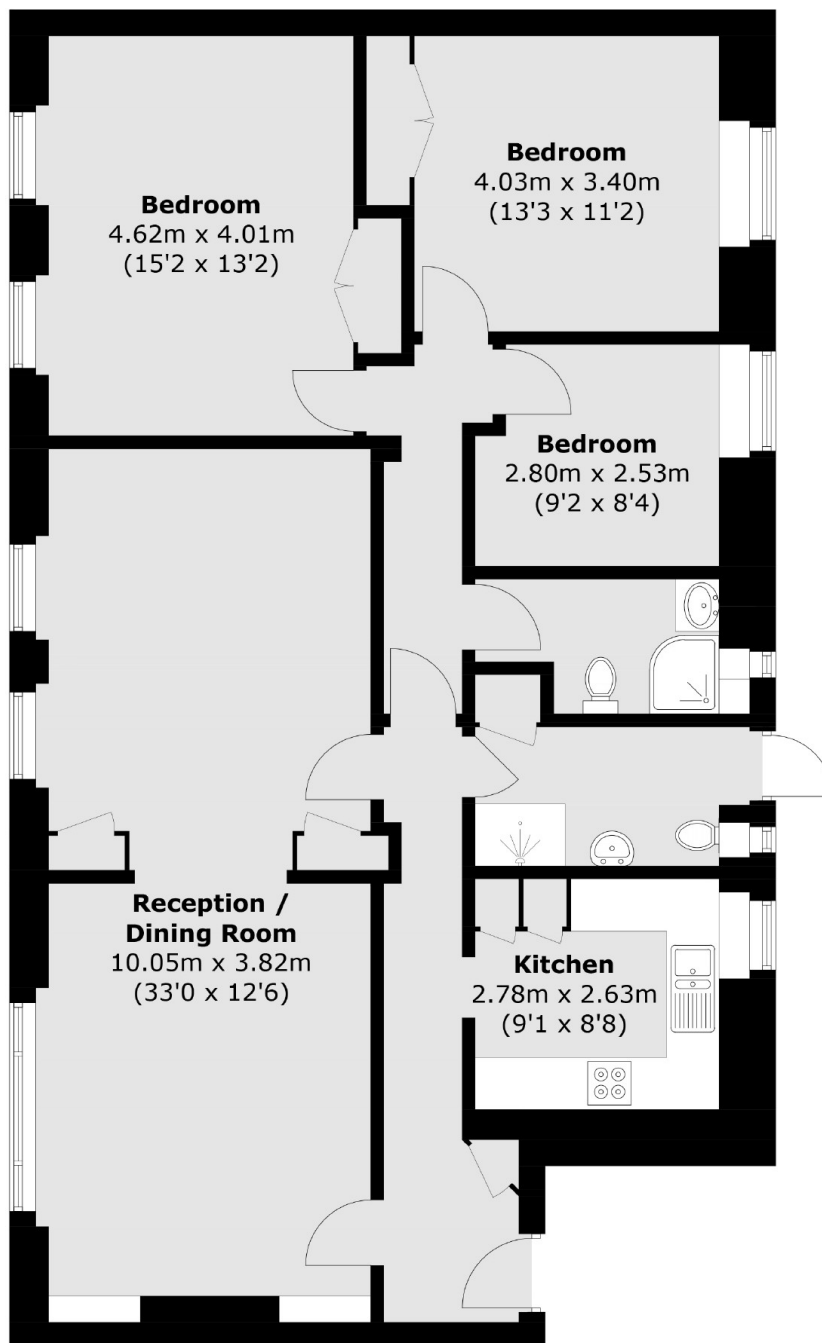 Bedroom
4.62m x 4.01m
(15'2 x 13'2)
Bedroom
4.03m x 3.40m
(13'3 x 11'2)
Bedroom
2.80m x 2.53m
(9'2 x 8'4)
Reception /
Dining Room
10.05m x 3.82m
(33'0 x 12'6)
Kitchen
2.78m x 2.63m
(9'1 x 8'8)